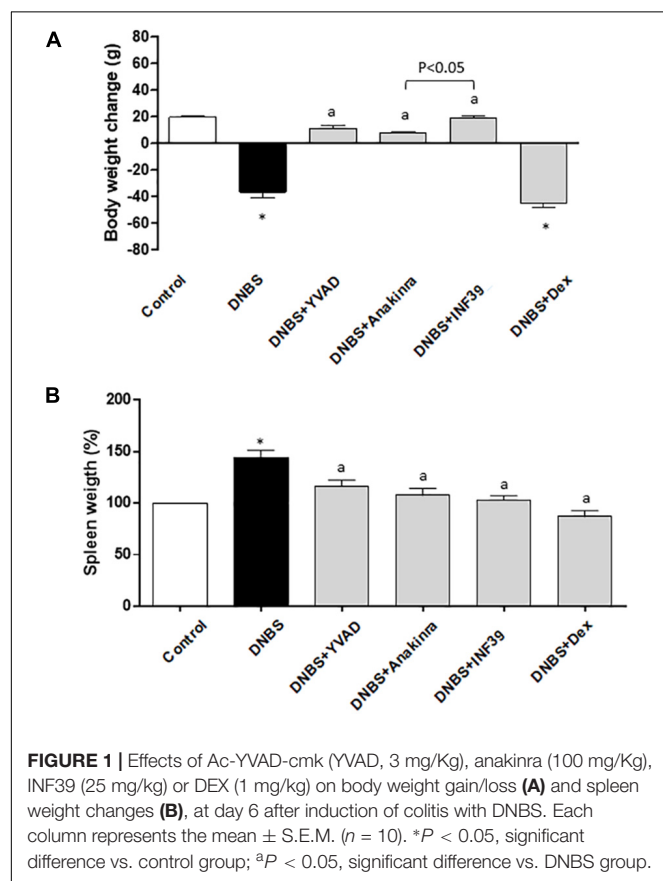 A
80
60
40
20
0
-20
-40
-60
-80
Body weight change (g)
P<0.05
a
a
a
*
*
Control
DNBS
DNBS+YVAD
DNBS+Anakinra
DNBS+INF39
DNBS+Dex
B
200
150
100
50
0
Spleen weigth (%)
*
a
a
a
a
Control
DNBS
DNBS+YVAD
DNBS+Anakinra
DNBS+INF39
DNBS+Dex
FIGURE 1 | Effects of Ac-YVAD-cmk (YVAD, 3 mg/Kg), anakinra (100 mg/Kg),
INF39 (25 mg/kg) or DEX (1 mg/kg) on body weight gain/loss (A) and spleen
weight changes (B), at day 6 after induction of colitis with DNBS. Each
column represents the mean ± S.E.M. (n = 10). *P < 0.05, significant
difference vs. control group; aP < 0.05, significant difference vs. DNBS group.